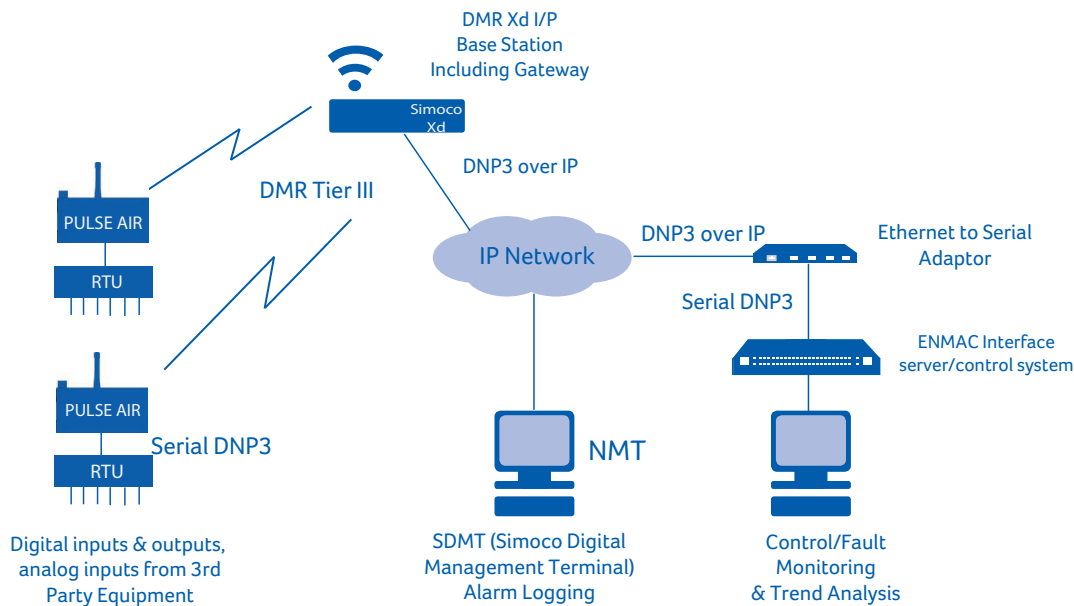 DMR Xd I/P
Base Station
Including Gateway
Simoco
Xd
DNP3 over IP
DMR Tier III
PULSE AIR
RTU
IP Network
DNP3 over IP
Ethernet to Serial
Adaptor
Serial DNP3
ENMAC Interface
server/control system
PULSE AIR
Serial DNP3
RTU
NMT
Digital inputs & outputs,
analog inputs from 3rd
Party Equipment
SDMT (Simoco Digital
Management Terminal)
Alarm Logging
Control/Fault
Monitoring
& Trend Analysis